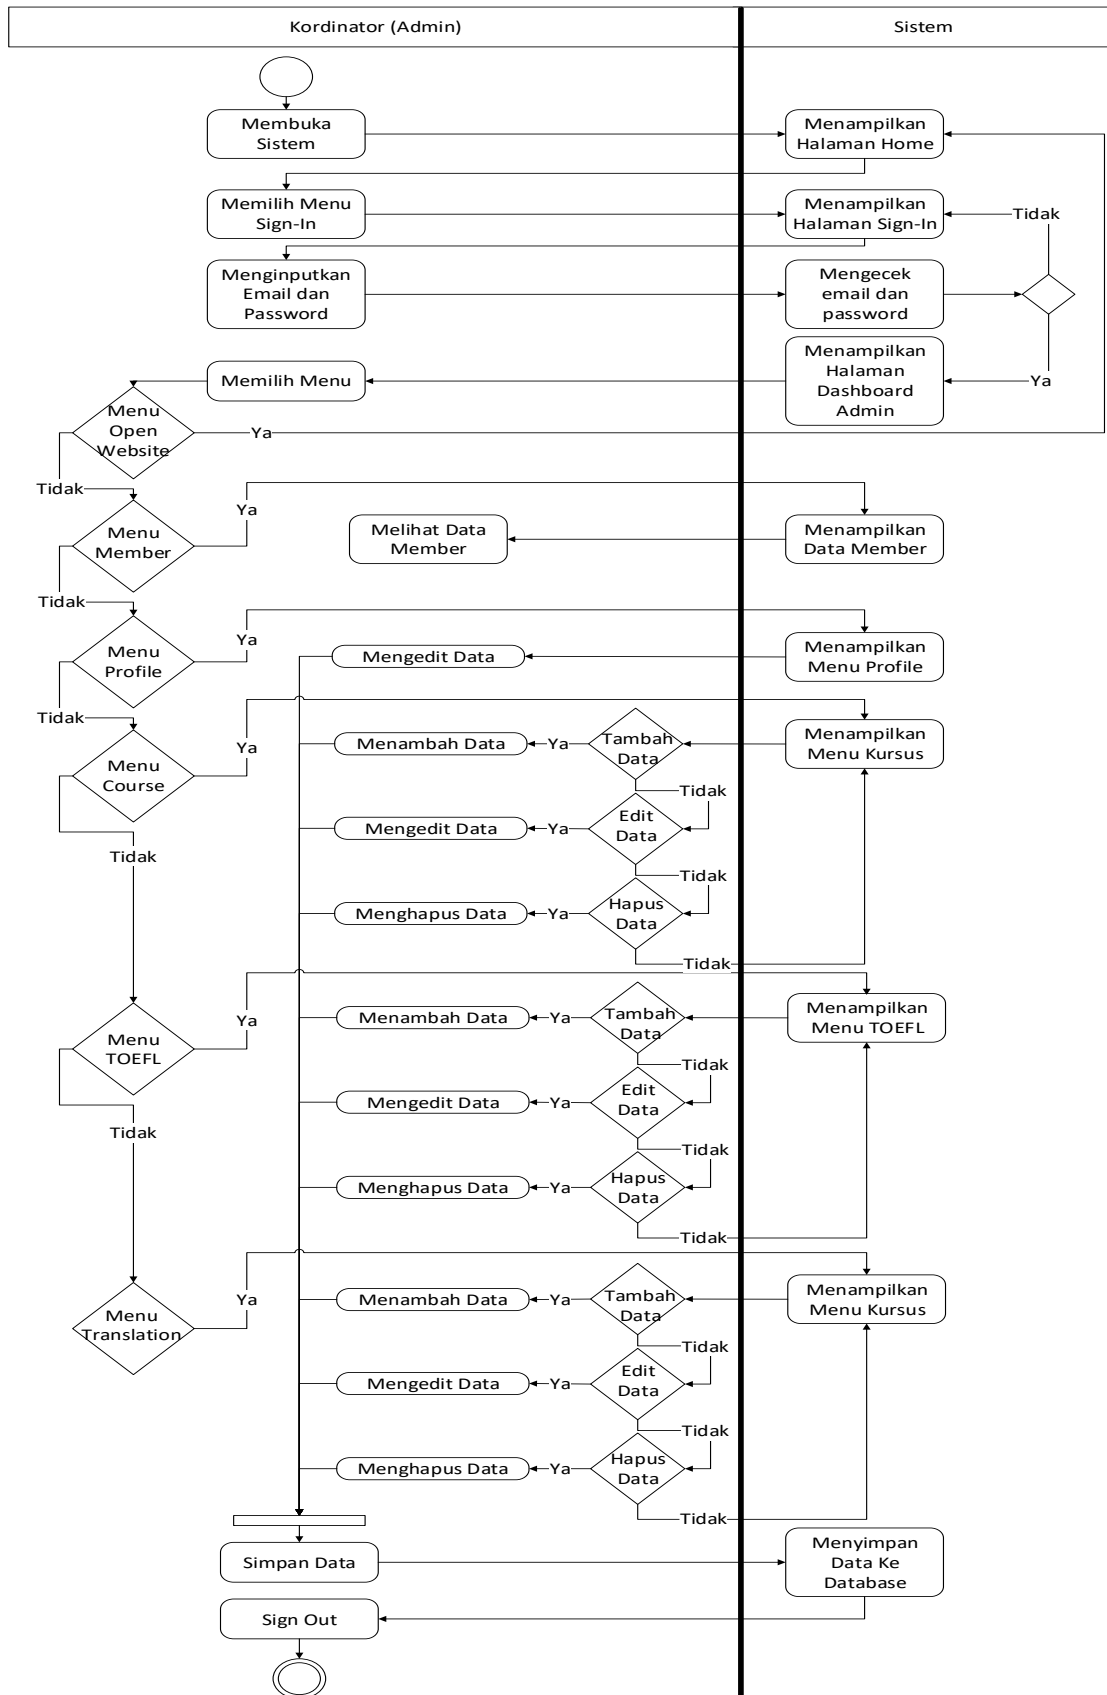 Kordinator (Admin)
Sistem
Membuka
Sistem
Menampilkan
Halaman Home
Memilih Menu
Sign-In
Menampilkan
Halaman Sign-In
Tidak
Menginputkan
Email dan
Password
Mengecek
email dan
password
Menampilkan
Halaman
Dashboard
Admin
Ya
Memilih Menu
Menu
Open
Website
Ya
Tidak
Menu
Member
Ya
Melihat Data
Member
Menampilkan
Data Member
Tidak
Menu
Profile
Ya
Mengedit Data
Menampilkan
Menu Profile
Tidak
Menu
Course
Ya
Menambah Data
Ya
Tambah
Data
Menampilkan
Menu Kursus
Tidak
Mengedit Data
Ya
Edit
Data
Tidak
Tidak
Menghapus Data
Ya
Hapus
Data
Tidak
Menu
TOEFL
Ya
Menambah Data
Ya
Tambah
Data
Menampilkan
Menu TOEFL
Tidak
Mengedit Data
Ya
Edit
Data
Tidak
Tidak
Menghapus Data
Ya
Hapus
Data
Tidak
Menu
Translation
Ya
Menambah Data
Ya
Tambah
Data
Menampilkan
Menu Kursus
Tidak
Mengedit Data
Ya
Edit
Data
Tidak
Menghapus Data
Ya
Hapus
Data
Tidak
Simpan Data
Menyimpan
Data Ke
Database
Sign Out